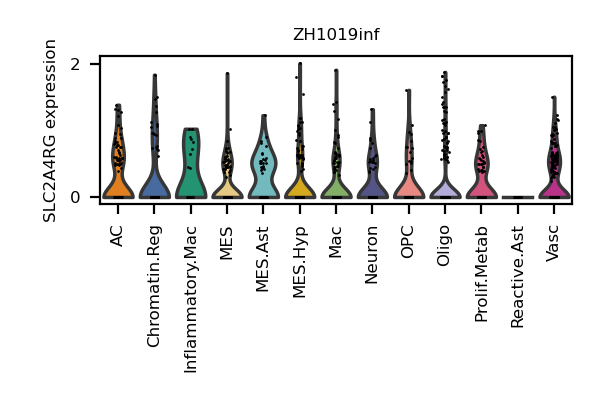 ZH1019inf
SLC2A4RG expression
2
0
AC
Chromatin.Reg
Inflammatory.Mac
MES
MES.Ast
MES.Hyp
Mac
Neuron
OPC
Oligo
Prolif.Metab
Reactive.Ast
Vasc